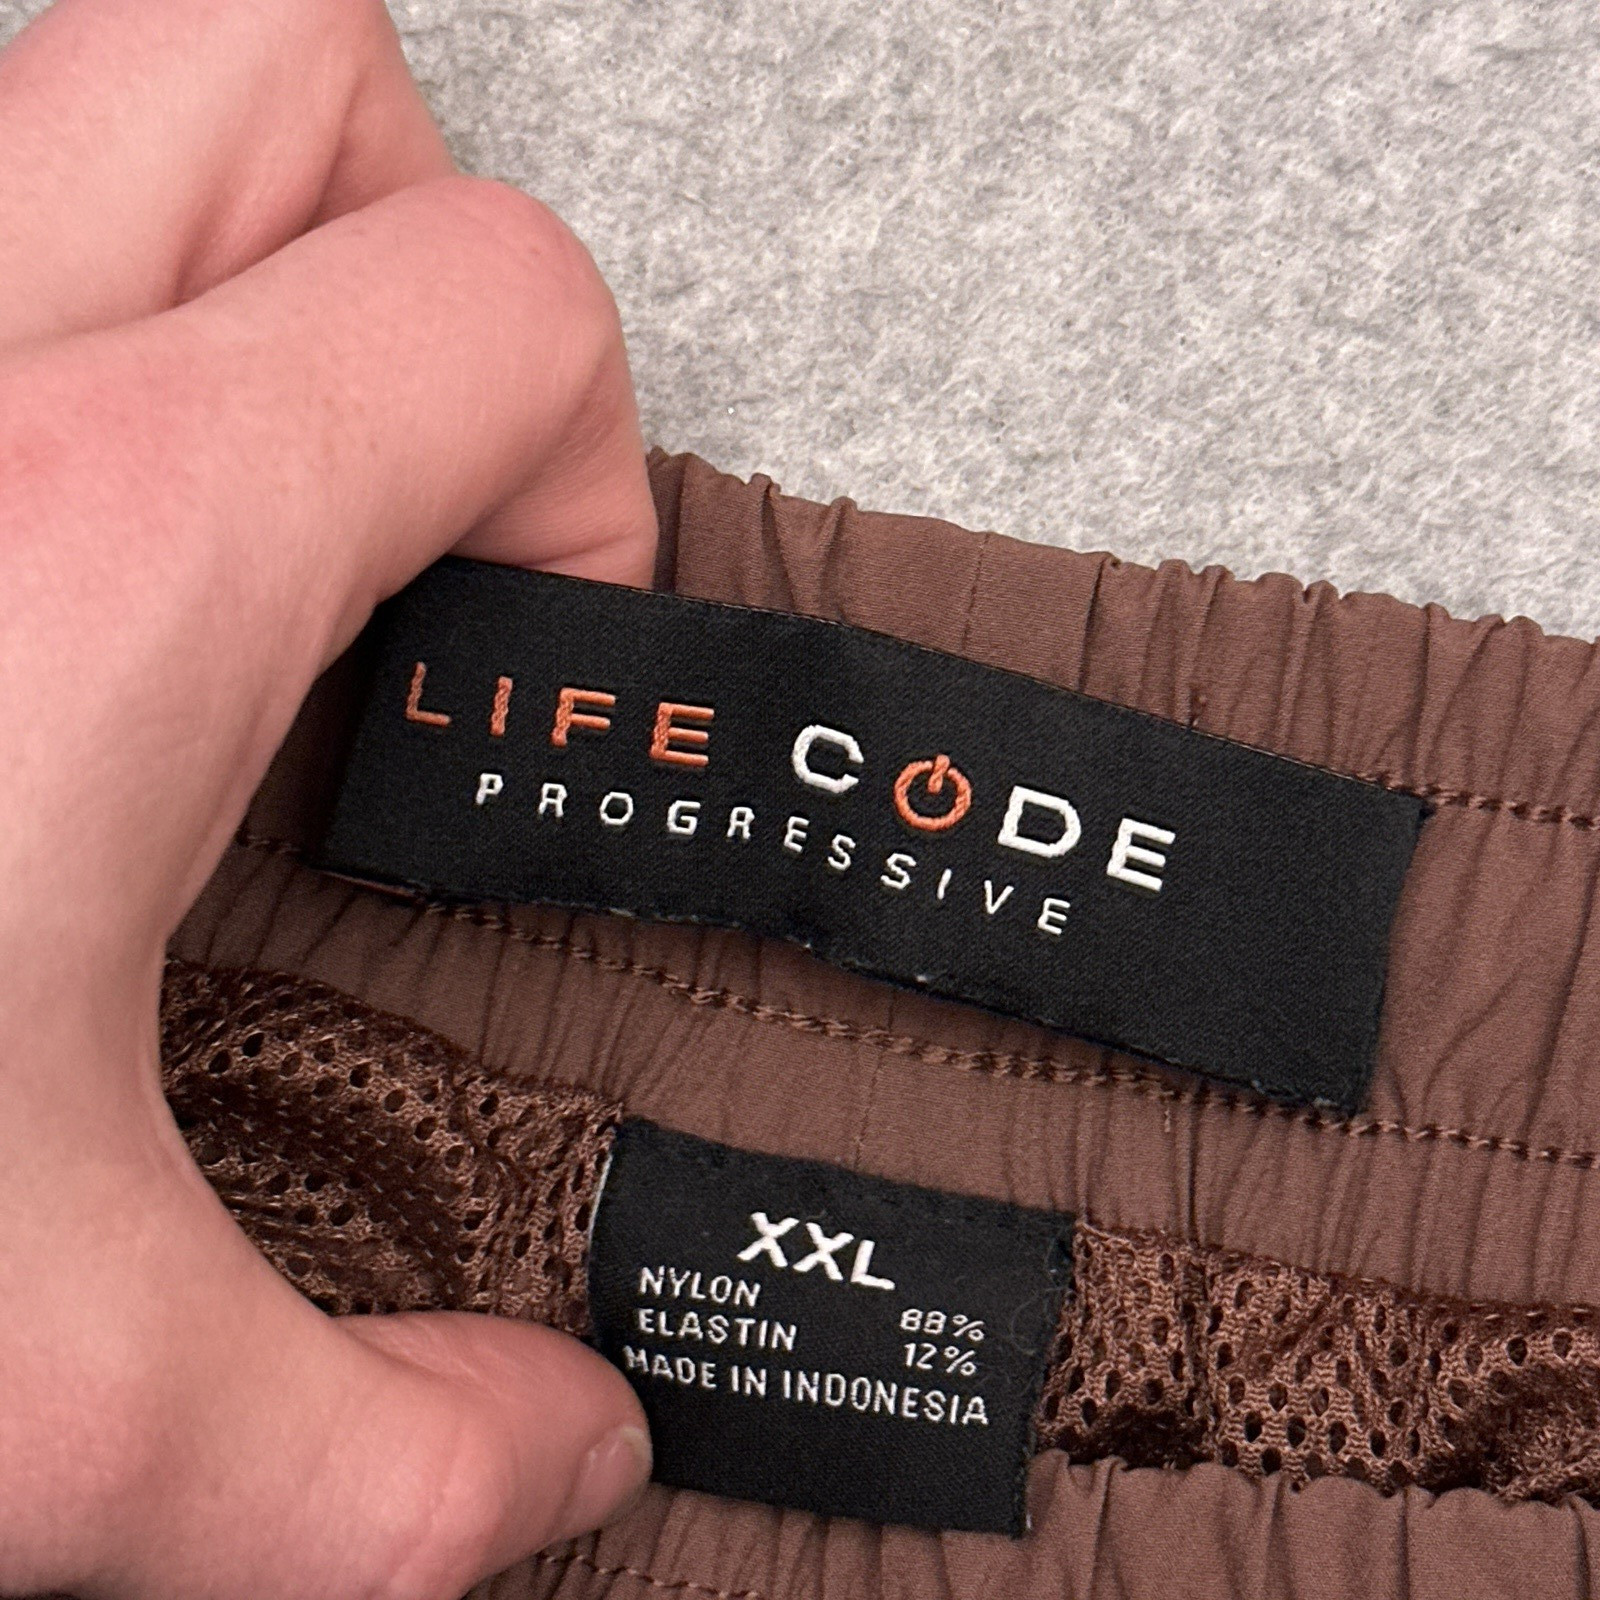 LIFE CODE
PROGRESSIVE
XXL
NYLON 88%
ELASTIN 12%
MADE IN INDONESIA